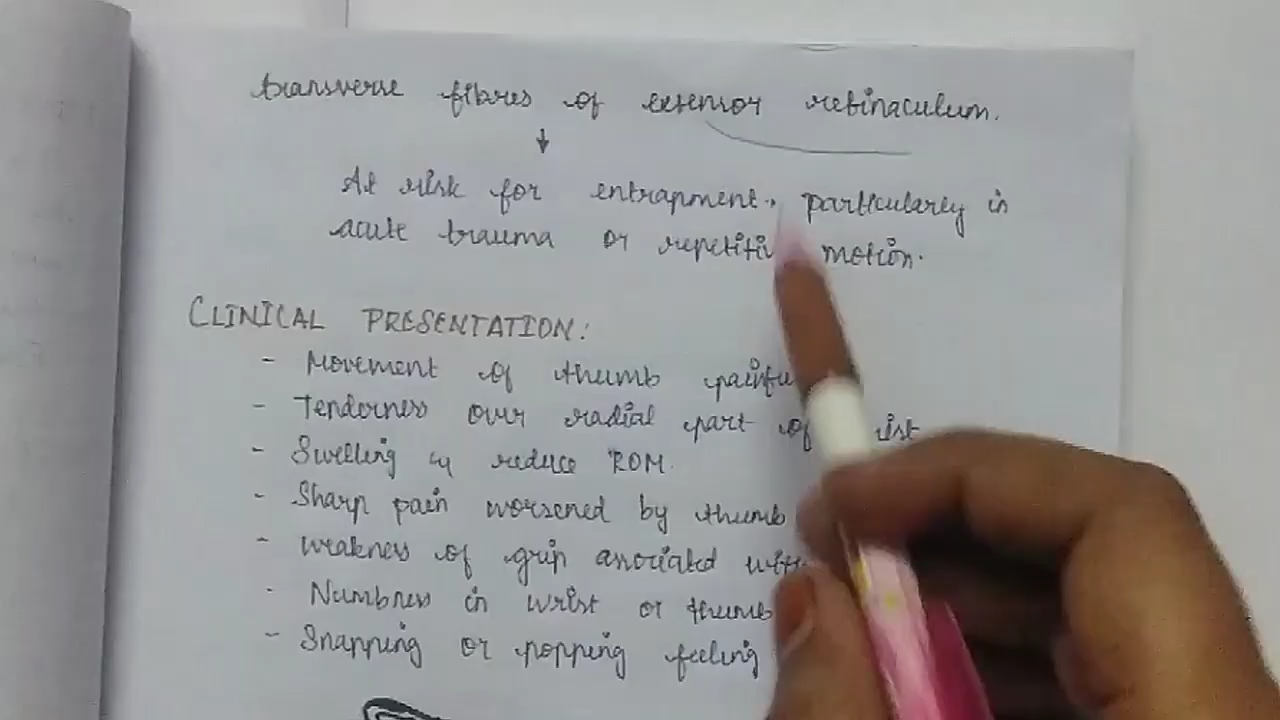 transverse fibres of extensor retinaculum.
↓
At risk for entrapment, particularly in
acute trauma or repetitive motion.
CLINICAL PRESENTATION:
- Movement of thumb
- Tenderness over radial part of
- Swelling & reduce ROM.
- Sharp pain worsened by thumb
- Weakness of grip associated with
- Numbness in wrist or thumb
- Snapping or popping feeling